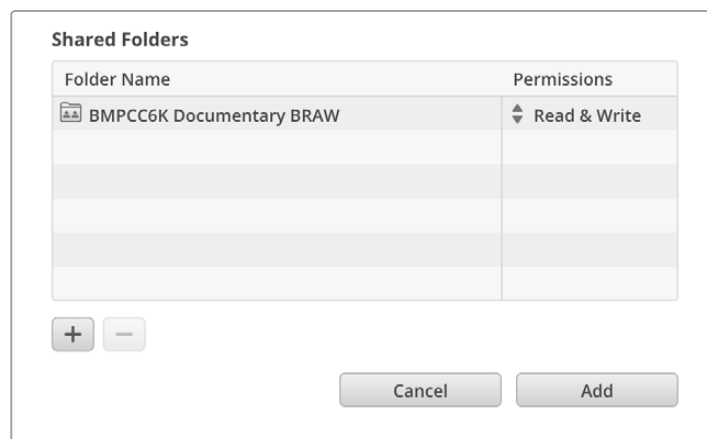 Shared Folders
Folder Name Permissions
BMPCC6K Documentary BRAW Read & Write
+ −
Cancel Add